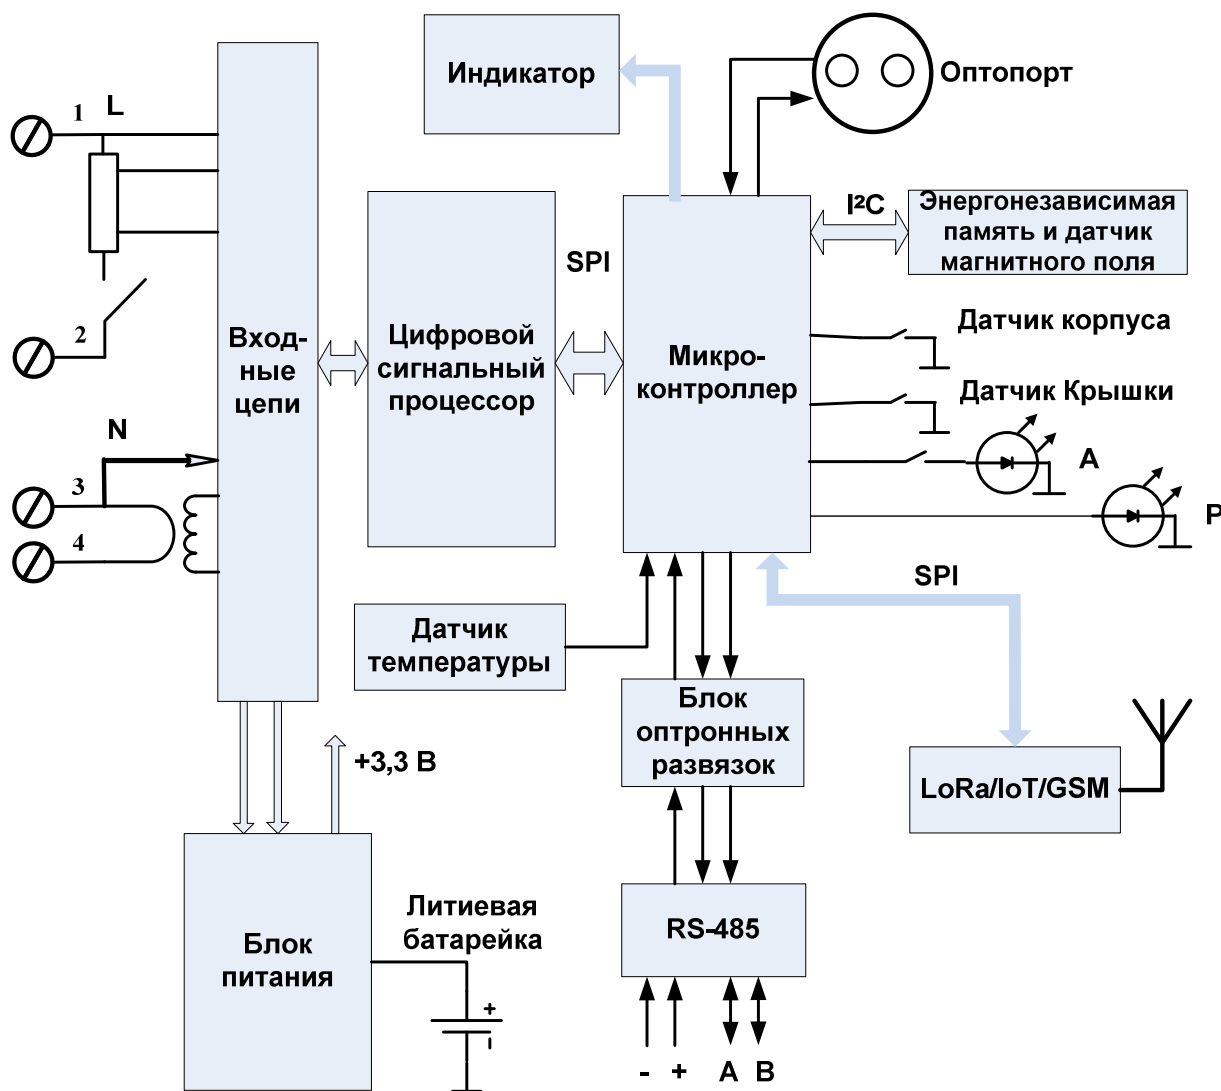 Индикатор
Оптопорт
1 L
I²C
Энергонезависимая
память и датчик
магнитного поля
SPI
Датчик корпуса
2
Вход-
ные
цепи
Цифровой
сигнальный
процессор
Микро-
контроллер
Датчик Крышки
N
3
4
A
P
SPI
Датчик
температуры
Блок
оптронных
развязок
+3,3 В
LoRa/IoT/GSM
Литиевая
батарейка
RS-485
Блок
питания
+
-
- + A B